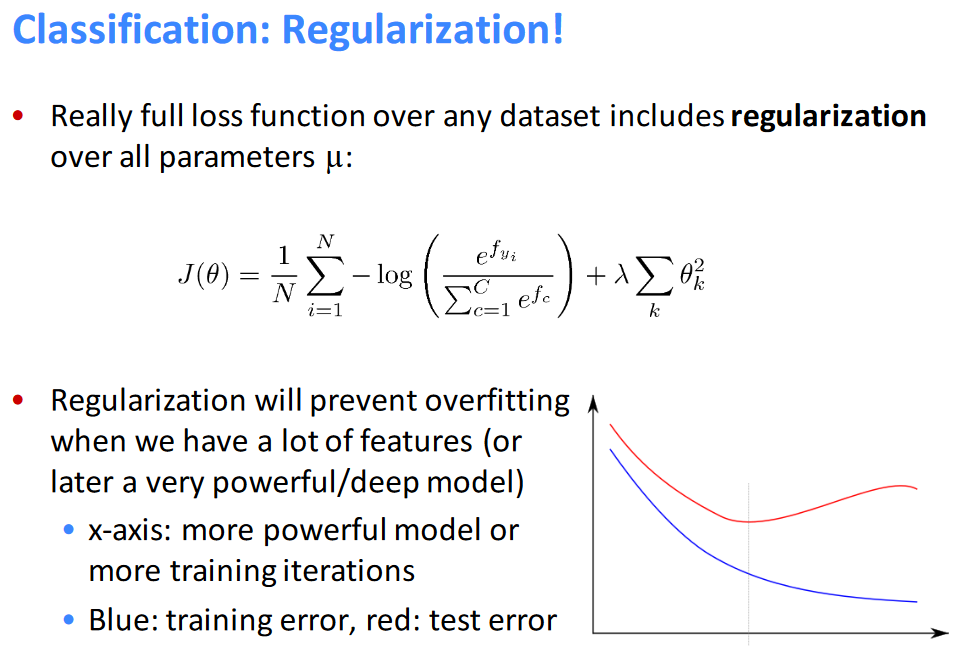 Classification: Regularization!
• Really full loss function over any dataset includes regularization
over all parameters µ:
J(θ) = \frac{1}{N} \sum_{i=1}^{N} − log \left( \frac{e^{f_{y_i}}}{\sum_{c=1}^{C} e^{f_c}} \right) + λ \sum_{k} θ_k^2
• Regularization will prevent overfitting
when we have a lot of features (or
later a very powerful/deep model)
• x-axis: more powerful model or
more training iterations
• Blue: training error, red: test error